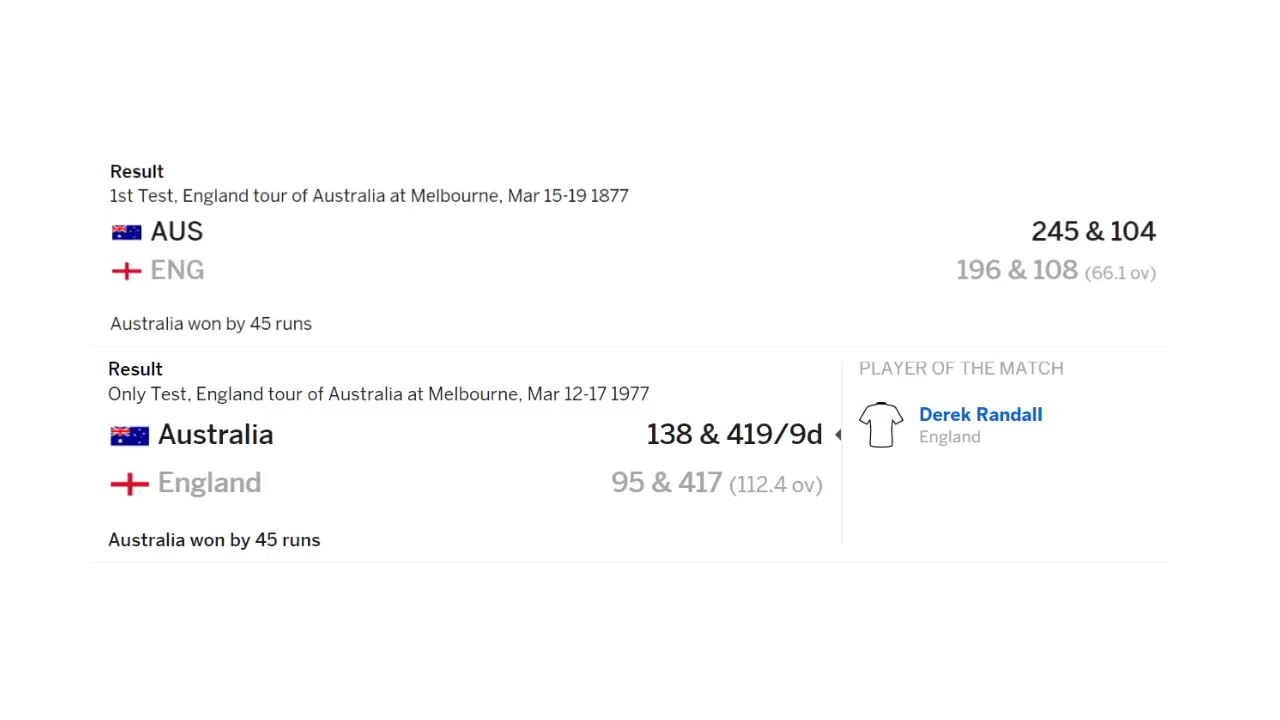 Result
1st Test, England tour of Australia at Melbourne, Mar 15-19 1877
AUS 245 & 104
ENG 196 & 108 (66.1 ov)
Australia won by 45 runs
Result
Only Test, England tour of Australia at Melbourne, Mar 12-17 1977
Australia 138 & 419/9d
England 95 & 417 (112.4 ov)
Australia won by 45 runs
PLAYER OF THE MATCH
Derek Randall
England